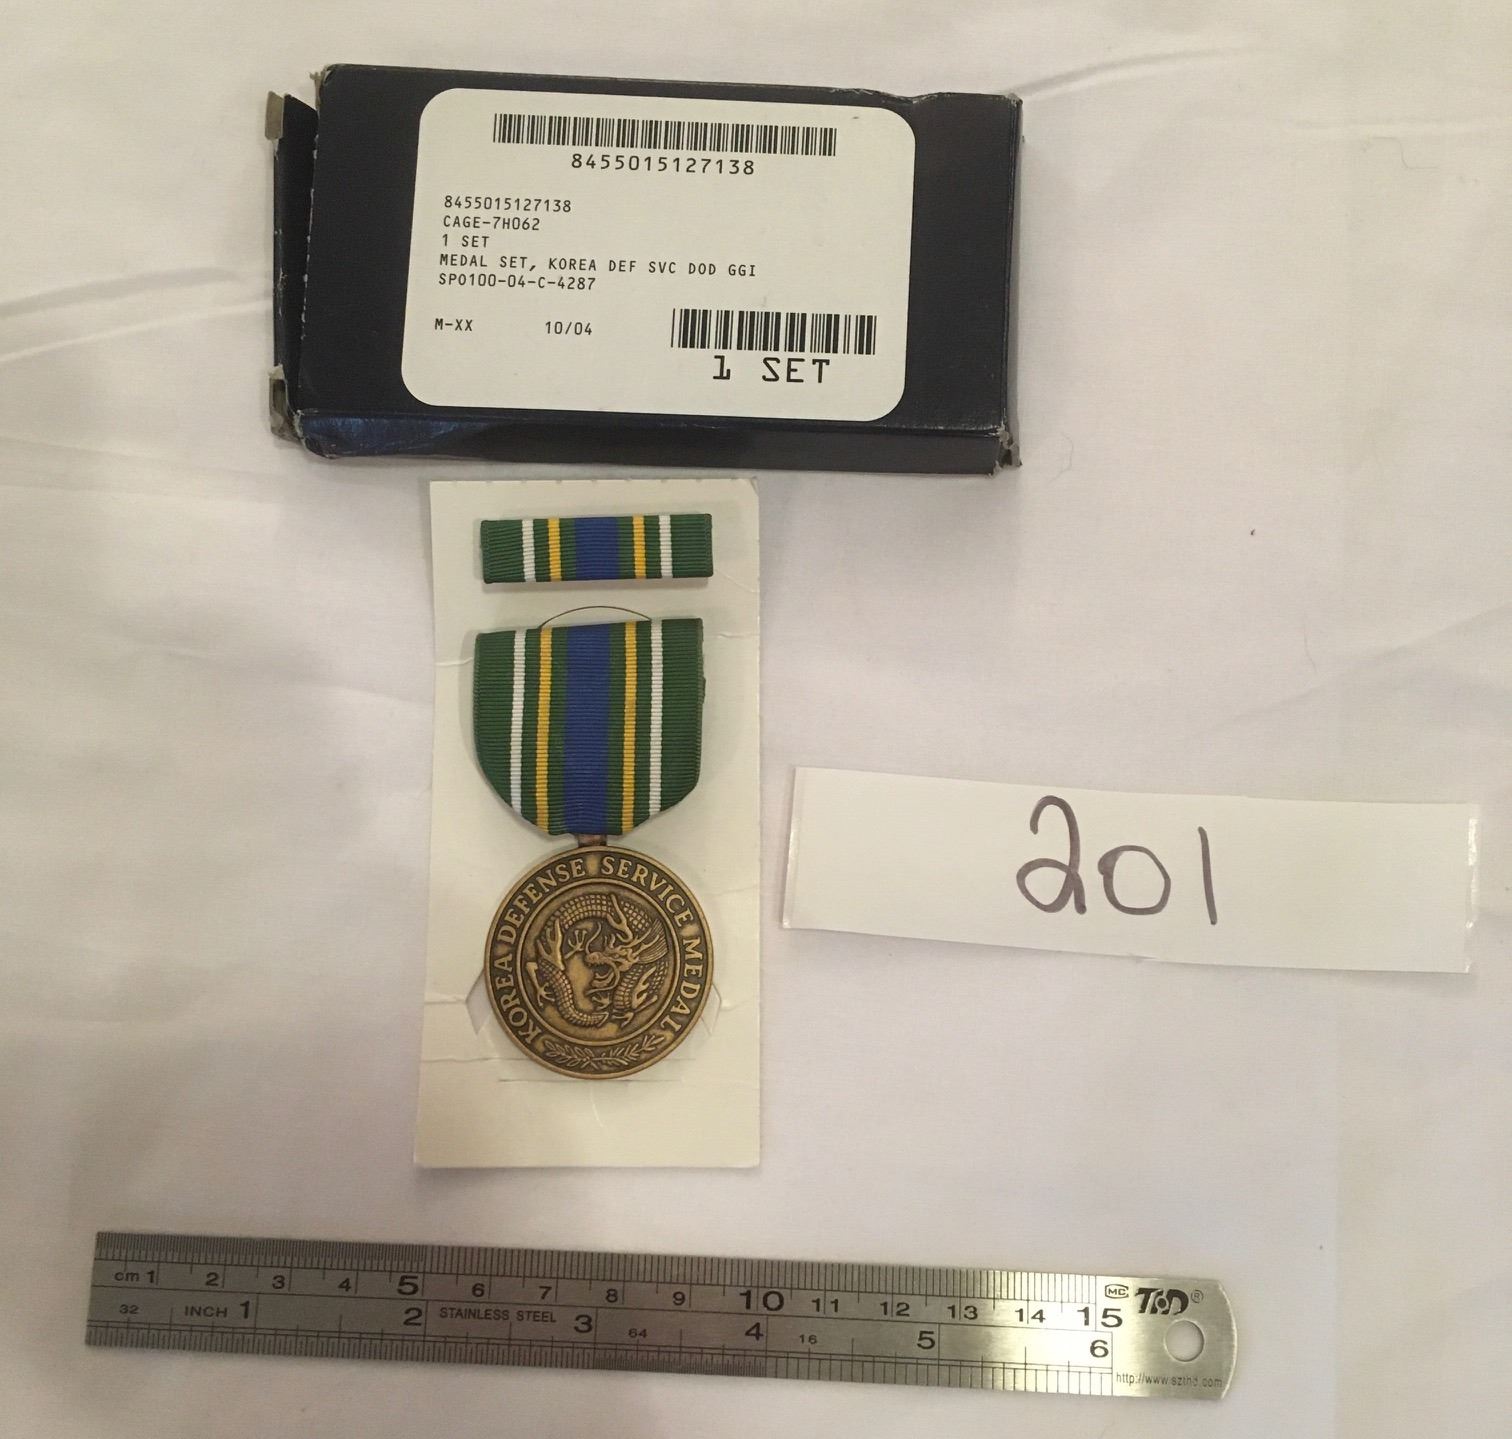 8455015127138
8455015127138
CAGE-7H062
1 SET
MEDAL SET, KOREA DEF SVC DOD GGI
SPO100-04-C-4287
M-XX 10/04
1 SET
KOREA DEFENSE SERVICE MEDAL
201
cm 1 2 3 4 5 6 7 8 9 10 11 12 13 14 15
MC TND®
32 INCH 1 2 STAINLESS STEEL 3 64 4 16 5 6
http://www.sztnd.com